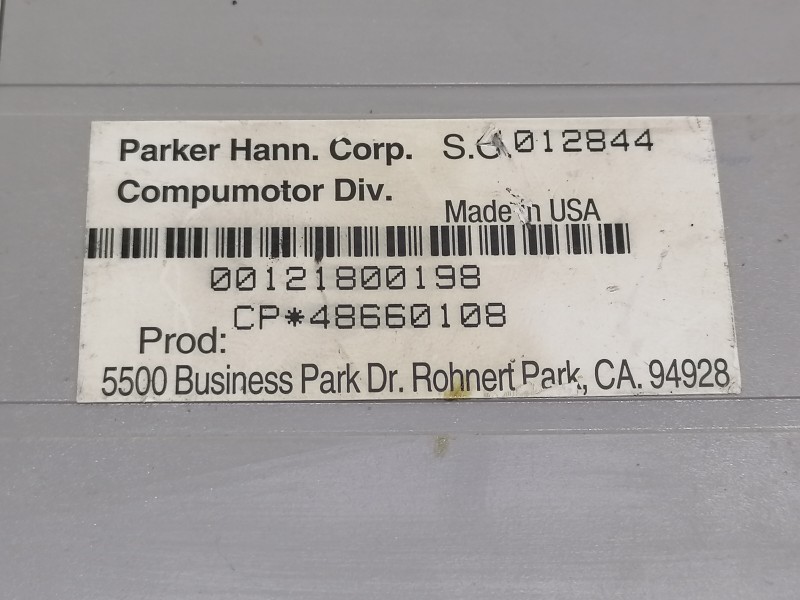 Parker Hann. Corp. S.O. 012844
Compumotor Div.
Made in USA
00121800198
CP*48660108
Prod:
5500 Business Park Dr. Rohnert Park, CA. 94928